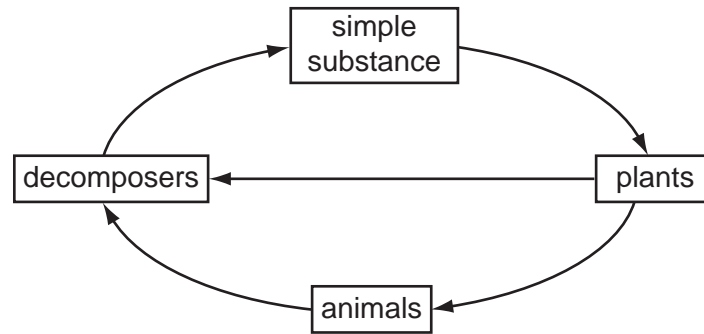 simple
substance
decomposers
plants
animals